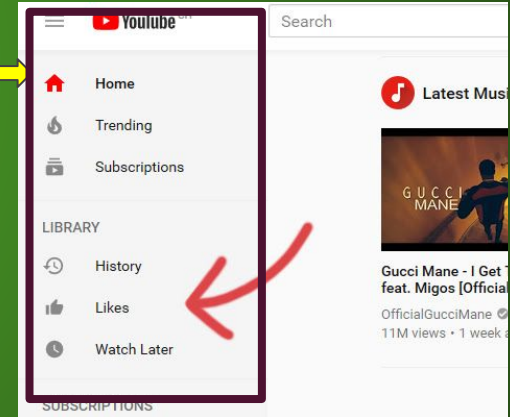 YouTube
Search
Home
Trending
Subscriptions
LIBRARY
History
Likes
Watch Later
SUBSCRIPTIONS
Latest Musi
GUCCI
MANE
Gucci Mane - I Get
feat. Migos [Official
OfficialGucciMane
11M views • 1 week a